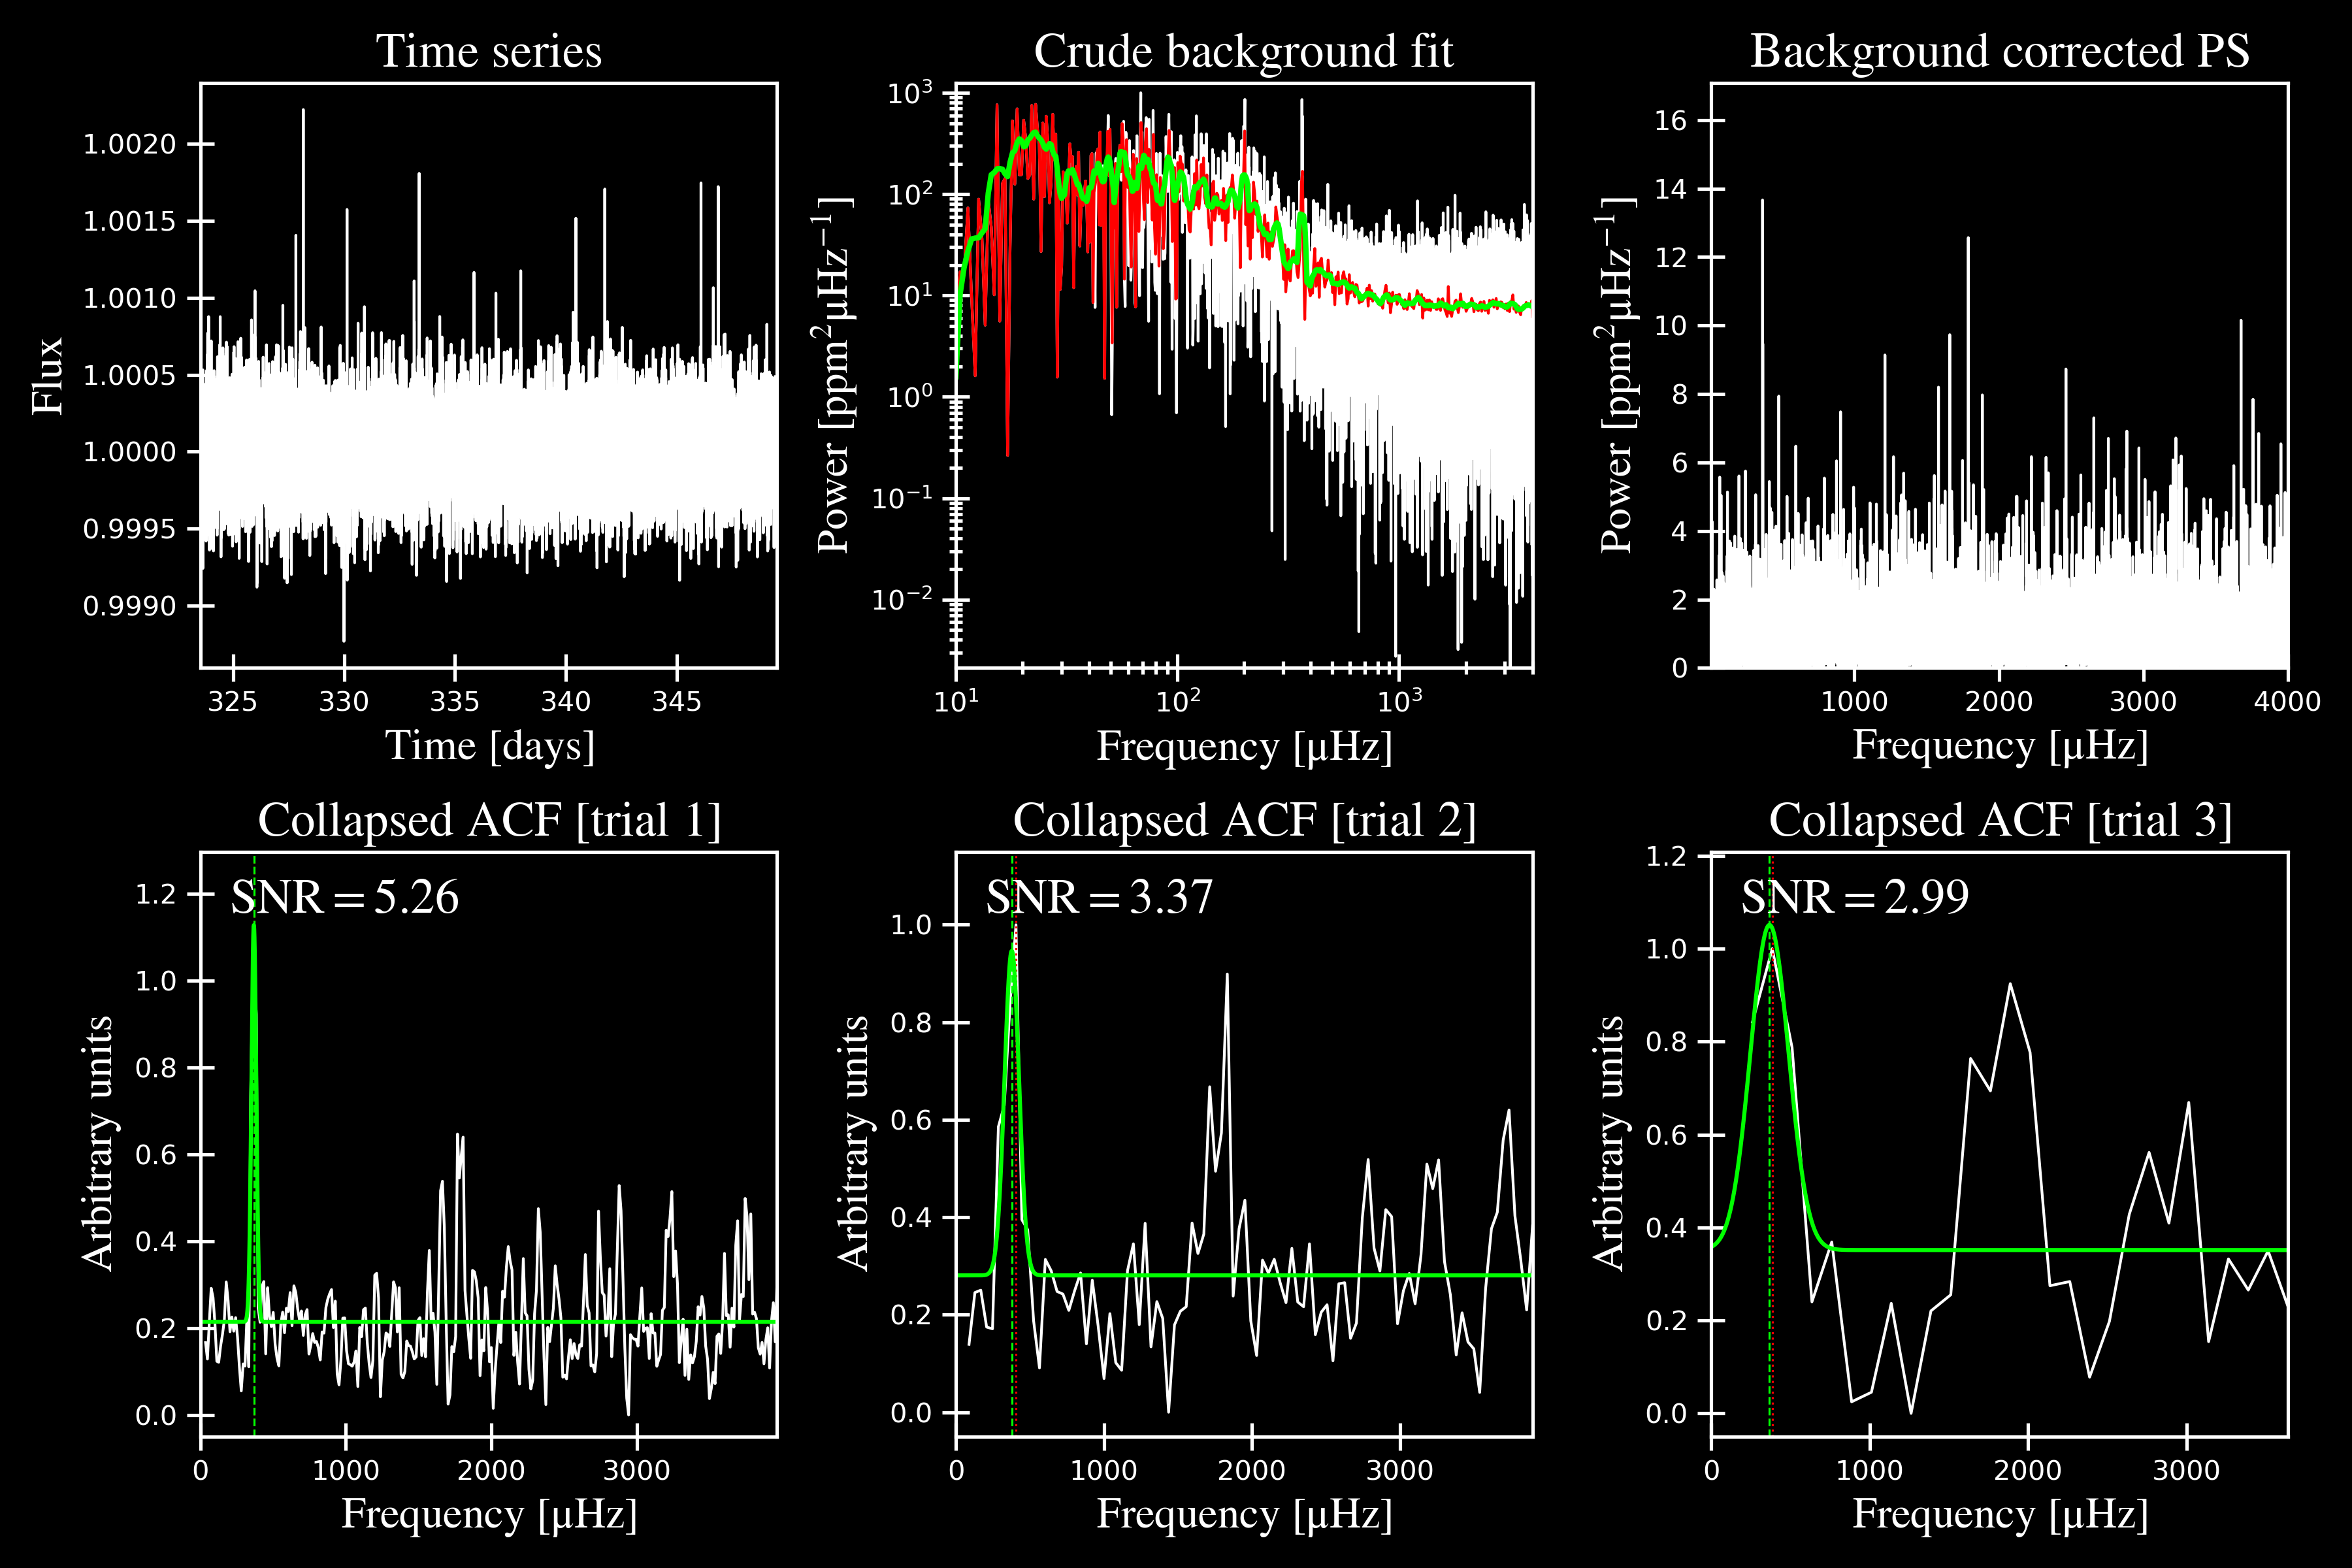 Time series
Flux
1.0020
1.0015
1.0010
1.0005
1.0000
0.9995
0.9990
325 330 335 340 345
Time [days]
Crude background fit
Power [ppm² μHz⁻¹]
10³
10²
10¹
10⁰
10⁻¹
10⁻²
10¹ 10² 10³
Frequency [μHz]
Background corrected PS
Power [ppm² μHz⁻¹]
16
14
12
10
8
6
4
2
0
1000 2000 3000 4000
Frequency [μHz]
Collapsed ACF [trial 1]
SNR = 5.26
Arbitrary units
1.2
1.0
0.8
0.6
0.4
0.2
0.0
0 1000 2000 3000
Frequency [μHz]
Collapsed ACF [trial 2]
SNR = 3.37
Arbitrary units
1.0
0.8
0.6
0.4
0.2
0.0
0 1000 2000 3000
Frequency [μHz]
Collapsed ACF [trial 3]
SNR = 2.99
Arbitrary units
1.2
1.0
0.8
0.6
0.4
0.2
0.0
0 1000 2000 3000
Frequency [μHz]